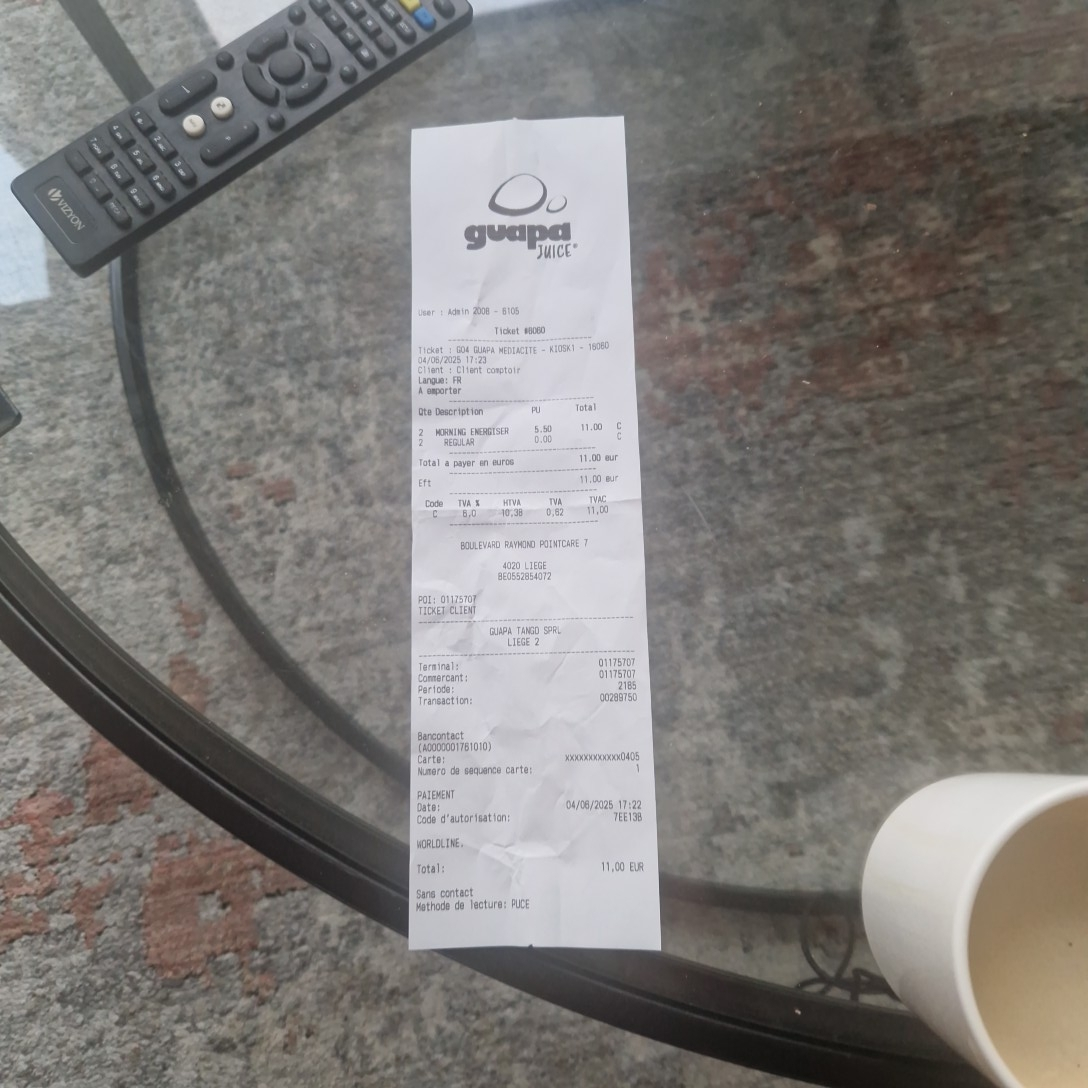 VIZYON
guapa
JUICE®
User : Admin 2008 - 6105
Ticket #6060
Ticket : G04 GUAPA MEDIACITE - KIOSK1 - 16060
04/06/2025 17:23
Client : Client comptoir
Langue: FR
A emporter
Qte Description PU Total
2 MORNING ENERGISER 5.50 11.00 C
2 REGULAR 0.00 C
Total a payer en euros 11.00 eur
Eft 11.00 eur
Code TVA % HTVA TVA TVAC
C 6,0 10,38 0,62 11,00
BOULEVARD RAYMOND POINTCARE 7
4020 LIEGE
BE0552854072
POI: 01175707
TICKET CLIENT
GUAPA TANGO SPRL
LIEGE 2
Terminal: 01175707
Commercant: 01175707
Periode: 2185
Transaction: 00289750
Bancontact
(A0000001761010)
Carte: xxxxxxxxxxxx0405
Numero de sequence carte: 1
PAIEMENT
Date: 04/06/2025 17:22
Code d'autorisation: 7EE13B
WORLDLINE.
Total: 11,00 EUR
Sans contact
Methode de lecture: PUCE